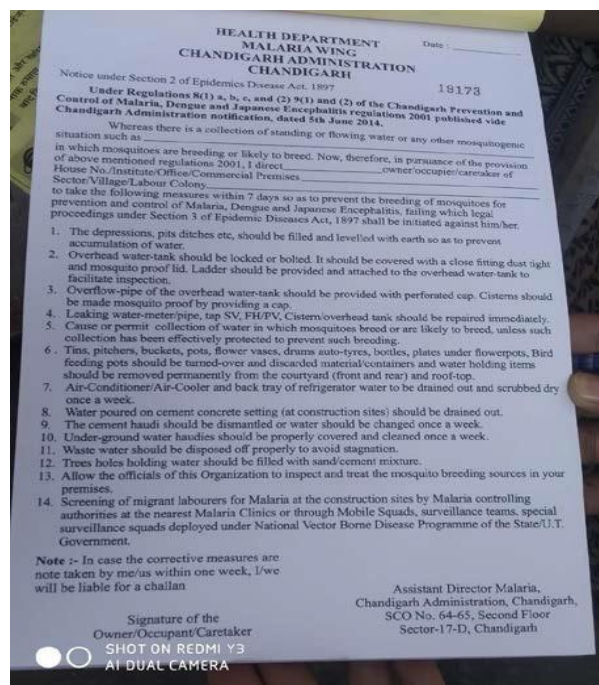 HEALTH DEPARTMENT
MALARIA WING
CHANDIGARH ADMINISTRATION
CHANDIGARH
Date :
Notice under Section 2 of Epidemics Disease Act, 1897
19173
Under Regulations 8(1) a, b, c, and (2) 9(1) and (2) of the Chandigarh Prevention and
Control of Malaria, Dengue and Japanese Encephalitis regulations 2001 published vide
Chandigarh Administration notification, dated 5th June 2014,
Whereas there is a collection of standing or flowing water or any other mosquitogenic
situation such as
in which mosquitoes are breeding or likely to breed. Now, therefore, in pursuance of the provision
of above mentioned regulations 2001, I direct owner/occupier/caretaker of
House No./Institute/Office/Commercial Premises
Sector/Village/Labour Colony
to take the following measures within 7 days so as to prevent the breeding of mosquitoes for
prevention and control of Malaria, Dengue and Japanese Encephalitis, failing which legal
proceedings under Section 3 of Epidemic Diseases Act, 1897 shall be initiated against him/her.
1. The depressions, pits ditches etc, should be filled and levelled with earth so as to prevent
accumulation of water.
2. Overhead water-tank should be locked or bolted. It should be covered with a close fitting dust tight
and mosquito proof lid. Ladder should be provided and attached to the overhead water-tank to
facilitate inspection.
3. Overflow-pipe of the overhead water-tank should be provided with perforated cap. Cisterns should
be made mosquito proof by providing a cap.
4. Leaking water-meter/pipe, tap SV, FH/PV, Cistern/overhead tank should be repaired immediately.
5. Cause or permit collection of water in which mosquitoes breed or are likely to breed, unless such
collection has been effectively protected to prevent such breeding.
6 . Tins, pitchers, buckets, pots, flower vases, drums auto-tyres, bottles, plates under flowerpots, Bird
feeding pots should be turned-over and discarded material/containers and water holding items
should be removed permanently from the courtyard (front and rear) and roof-top.
7. Air-Conditioner/Air-Cooler and back tray of refrigerator water to be drained out and scrubbed dry
once a week.
8. Water poured on cement concrete setting (at construction sites) should be drained out.
9. The cement haudi should be dismantled or water should be changed once a week.
10. Under-ground water haudies should be properly covered and cleaned once a week.
11. Waste water should be disposed off properly to avoid stagnation.
12. Trees holes holding water should be filled with sand/cement mixture.
13. Allow the officials of this Organization to inspect and treat the mosquito breeding sources in your
premises.
14. Screening of migrant labourers for Malaria at the construction sites by Malaria controlling
authorities at the nearest Malaria Clinics or through Mobile Squads, surveillance teams, special
surveillance squads deployed under National Vector Borne Disease Programme of the State/U.T.
Government.
Note :- In case the corrective measures are
note taken by me/us within one week, I/we
will be liable for a challan
Assistant Director Malaria,
Chandigarh Administration, Chandigarh,
SCO No. 64-65, Second Floor
Sector-17-D, Chandigarh
Signature of the
Owner/Occupant/Caretaker
SHOT ON REDMI Y3
AI DUAL CAMERA